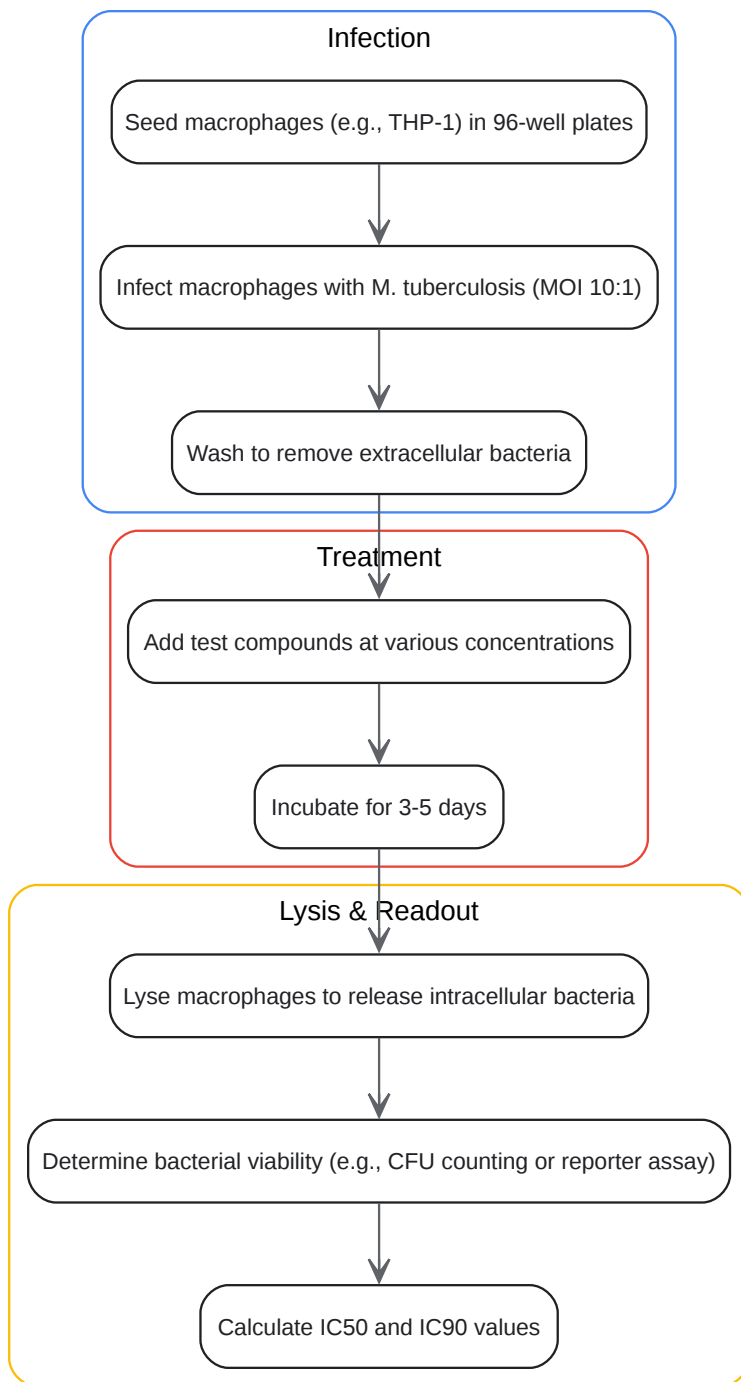 Infection
Seed macrophages (e.g., THP-1) in 96-well plates
Infect macrophages with M. tuberculosis (MOI 10:1)
Wash to remove extracellular bacteria
Treatment
Add test compounds at various concentrations
Incubate for 3-5 days
Lysis & Readout
Lyse macrophages to release intracellular bacteria
Determine bacterial viability (e.g., CFU counting or reporter assay)
Calculate IC50 and IC90 values